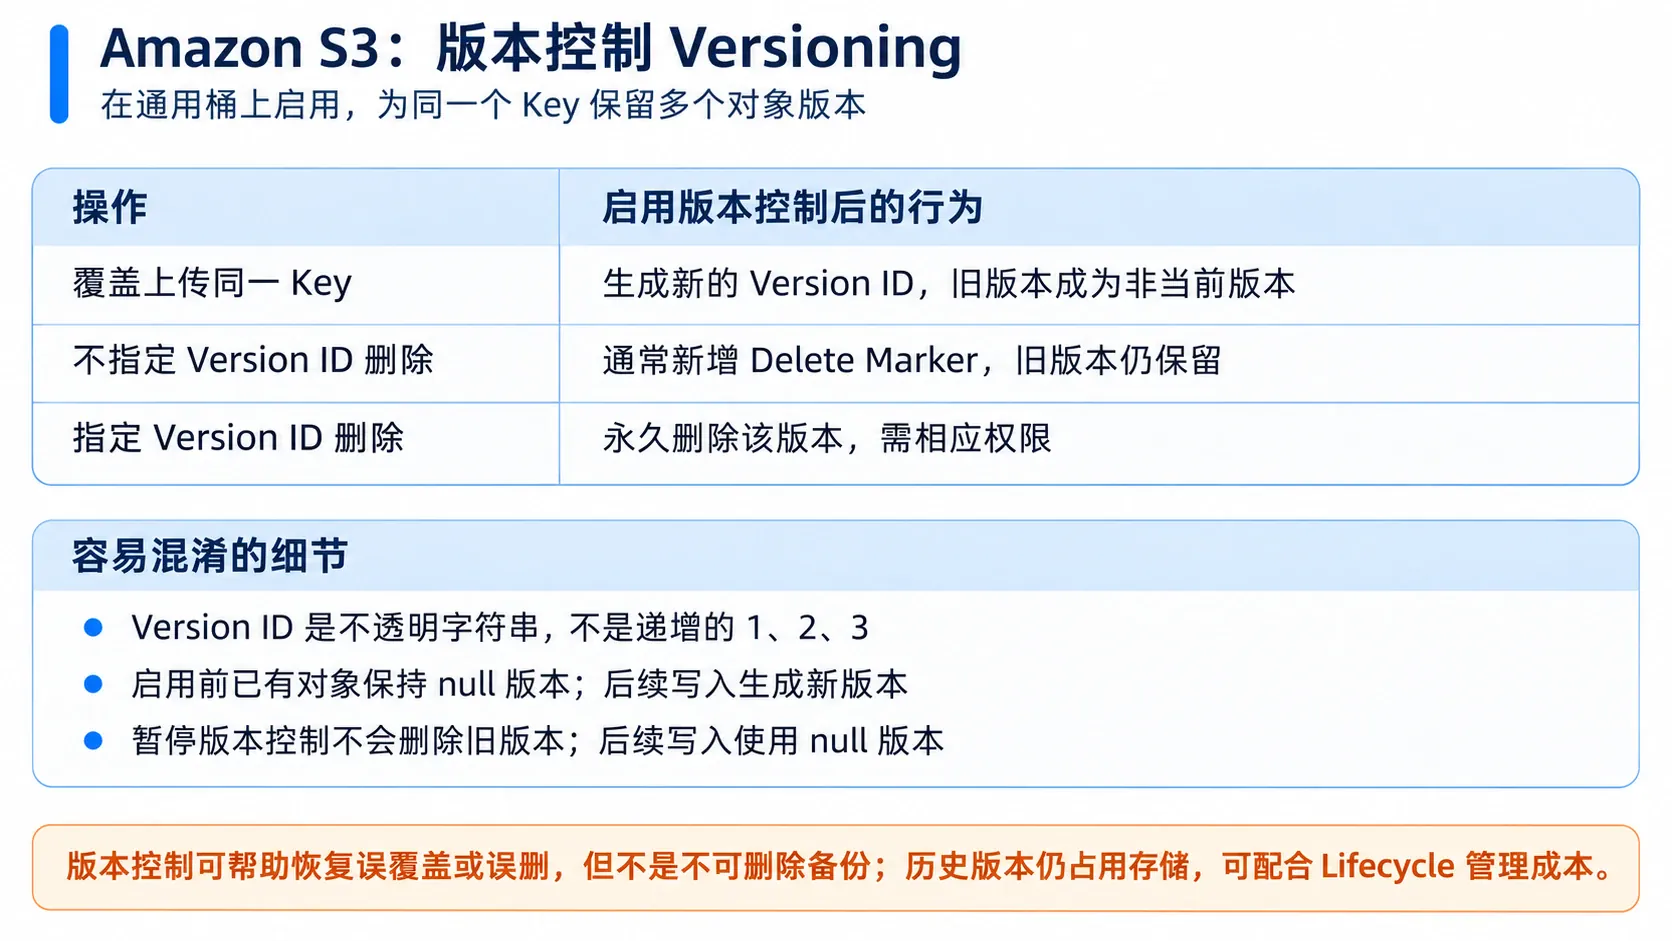 Amazon S3：版本控制 Versioning
在通用桶上启用，为同一个 Key 保留多个对象版本
操作
启用版本控制后的行为
覆盖上传同一 Key
生成新的 Version ID，旧版本成为非当前版本
不指定 Version ID 删除
通常新增 Delete Marker，旧版本仍保留
指定 Version ID 删除
永久删除该版本，需相应权限
容易混淆的细节
Version ID 是不透明字符串，不是递增的 1、2、3
启用前已有对象保持 null 版本；后续写入生成新版本
暂停版本控制不会删除旧版本；后续写入使用 null 版本
版本控制可帮助恢复误覆盖或误删，但不是不可删除备份；历史版本仍占用存储，可配合 Lifecycle 管理成本。